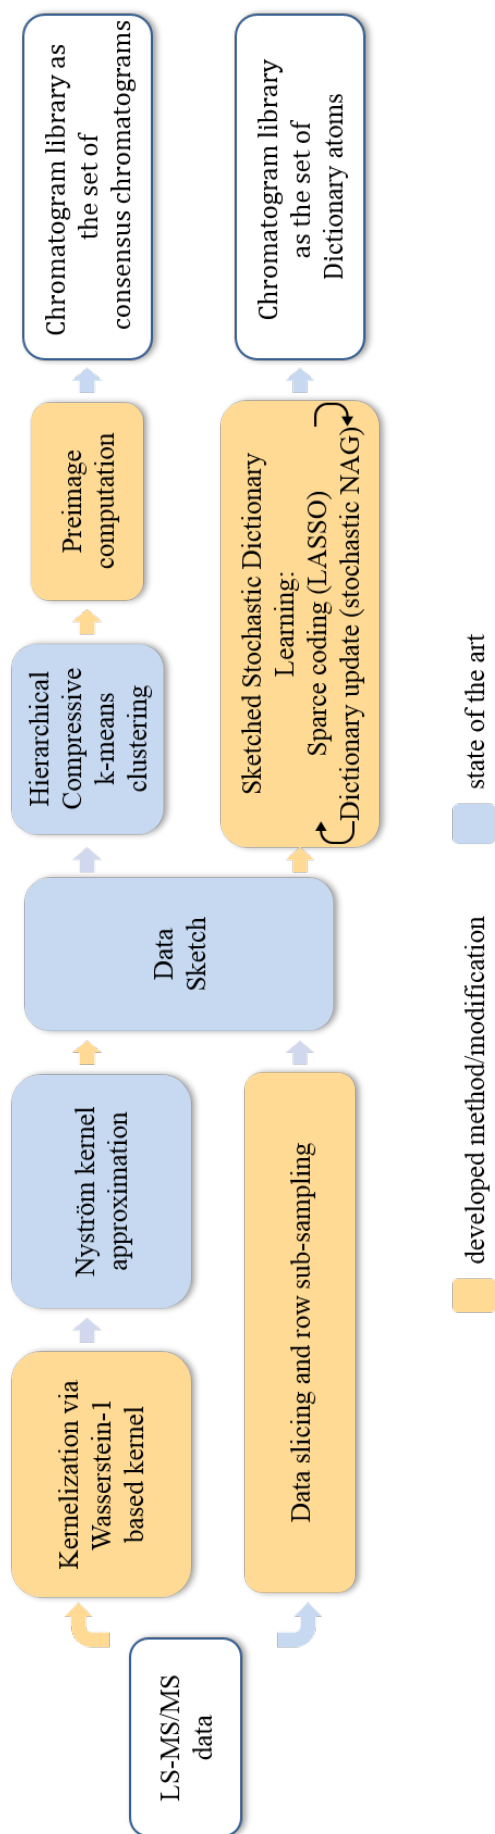 LS-MS/MS
data
Kernelization via
Wasserstein-1
based kernel
Nyström kernel
approximation
Data
Sketch
Hierarchical
Compressive
k-means
clustering
Preimage
computation
Chromatogram library as
the set of
consensus chromatograms
Data slicing and row sub-sampling
Sketched Stochastic Dictionary
Learning:
Sparce coding (LASSO)
Dictionary update (stochastic NAG)
Chromatogram library
as the set of
Dictionary atoms
developed method/modification
state of the art